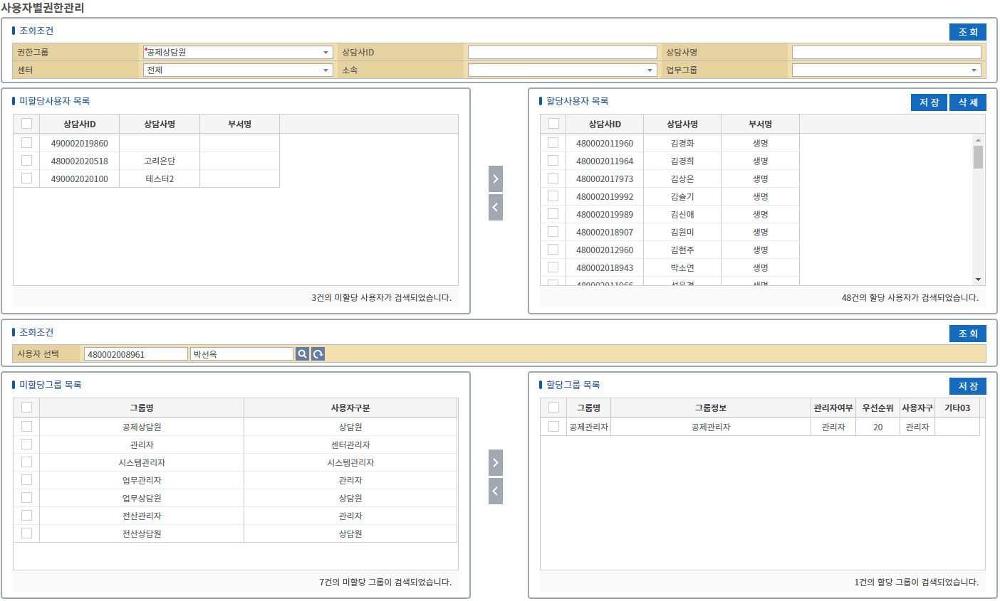 사용자별권한관리
조회조건
조 회
권한그룹 *공제상담원 상담사ID 상담사명
센터 전체 소속 업무그룹
미할당사용자 목록
상담사ID 상담사명 부서명
490002019860
480002020518 고려은단
490002020100 테스터2
3건의 미할당 사용자가 검색되었습니다.
할당사용자 목록
저 장 삭 제
상담사ID 상담사명 부서명
480002011960 김경화 생명
480002011964 김경희 생명
480002017973 김상은 생명
480002019992 김슬기 생명
480002019989 김신애 생명
480002018907 김원미 생명
480002012960 김현주 생명
480002018943 박소연 생명
480002011966 생명
48건의 할당 사용자가 검색되었습니다.
조회조건
조 회
사용자 선택 480002008961 박선옥
미할당그룹 목록
그룹명 사용자구분
공제상담원 상담원
관리자 센터관리자
시스템관리자 시스템관리자
업무관리자 관리자
업무상담원 상담원
전산관리자 관리자
전산상담원 상담원
7건의 미할당 그룹이 검색되었습니다.
할당그룹 목록
저 장
그룹명 그룹정보 관리자여부 우선순위 사용자구 기타03
공제관리자 공제관리자 관리자 20 관리자
1건의 할당 그룹이 검색되었습니다.